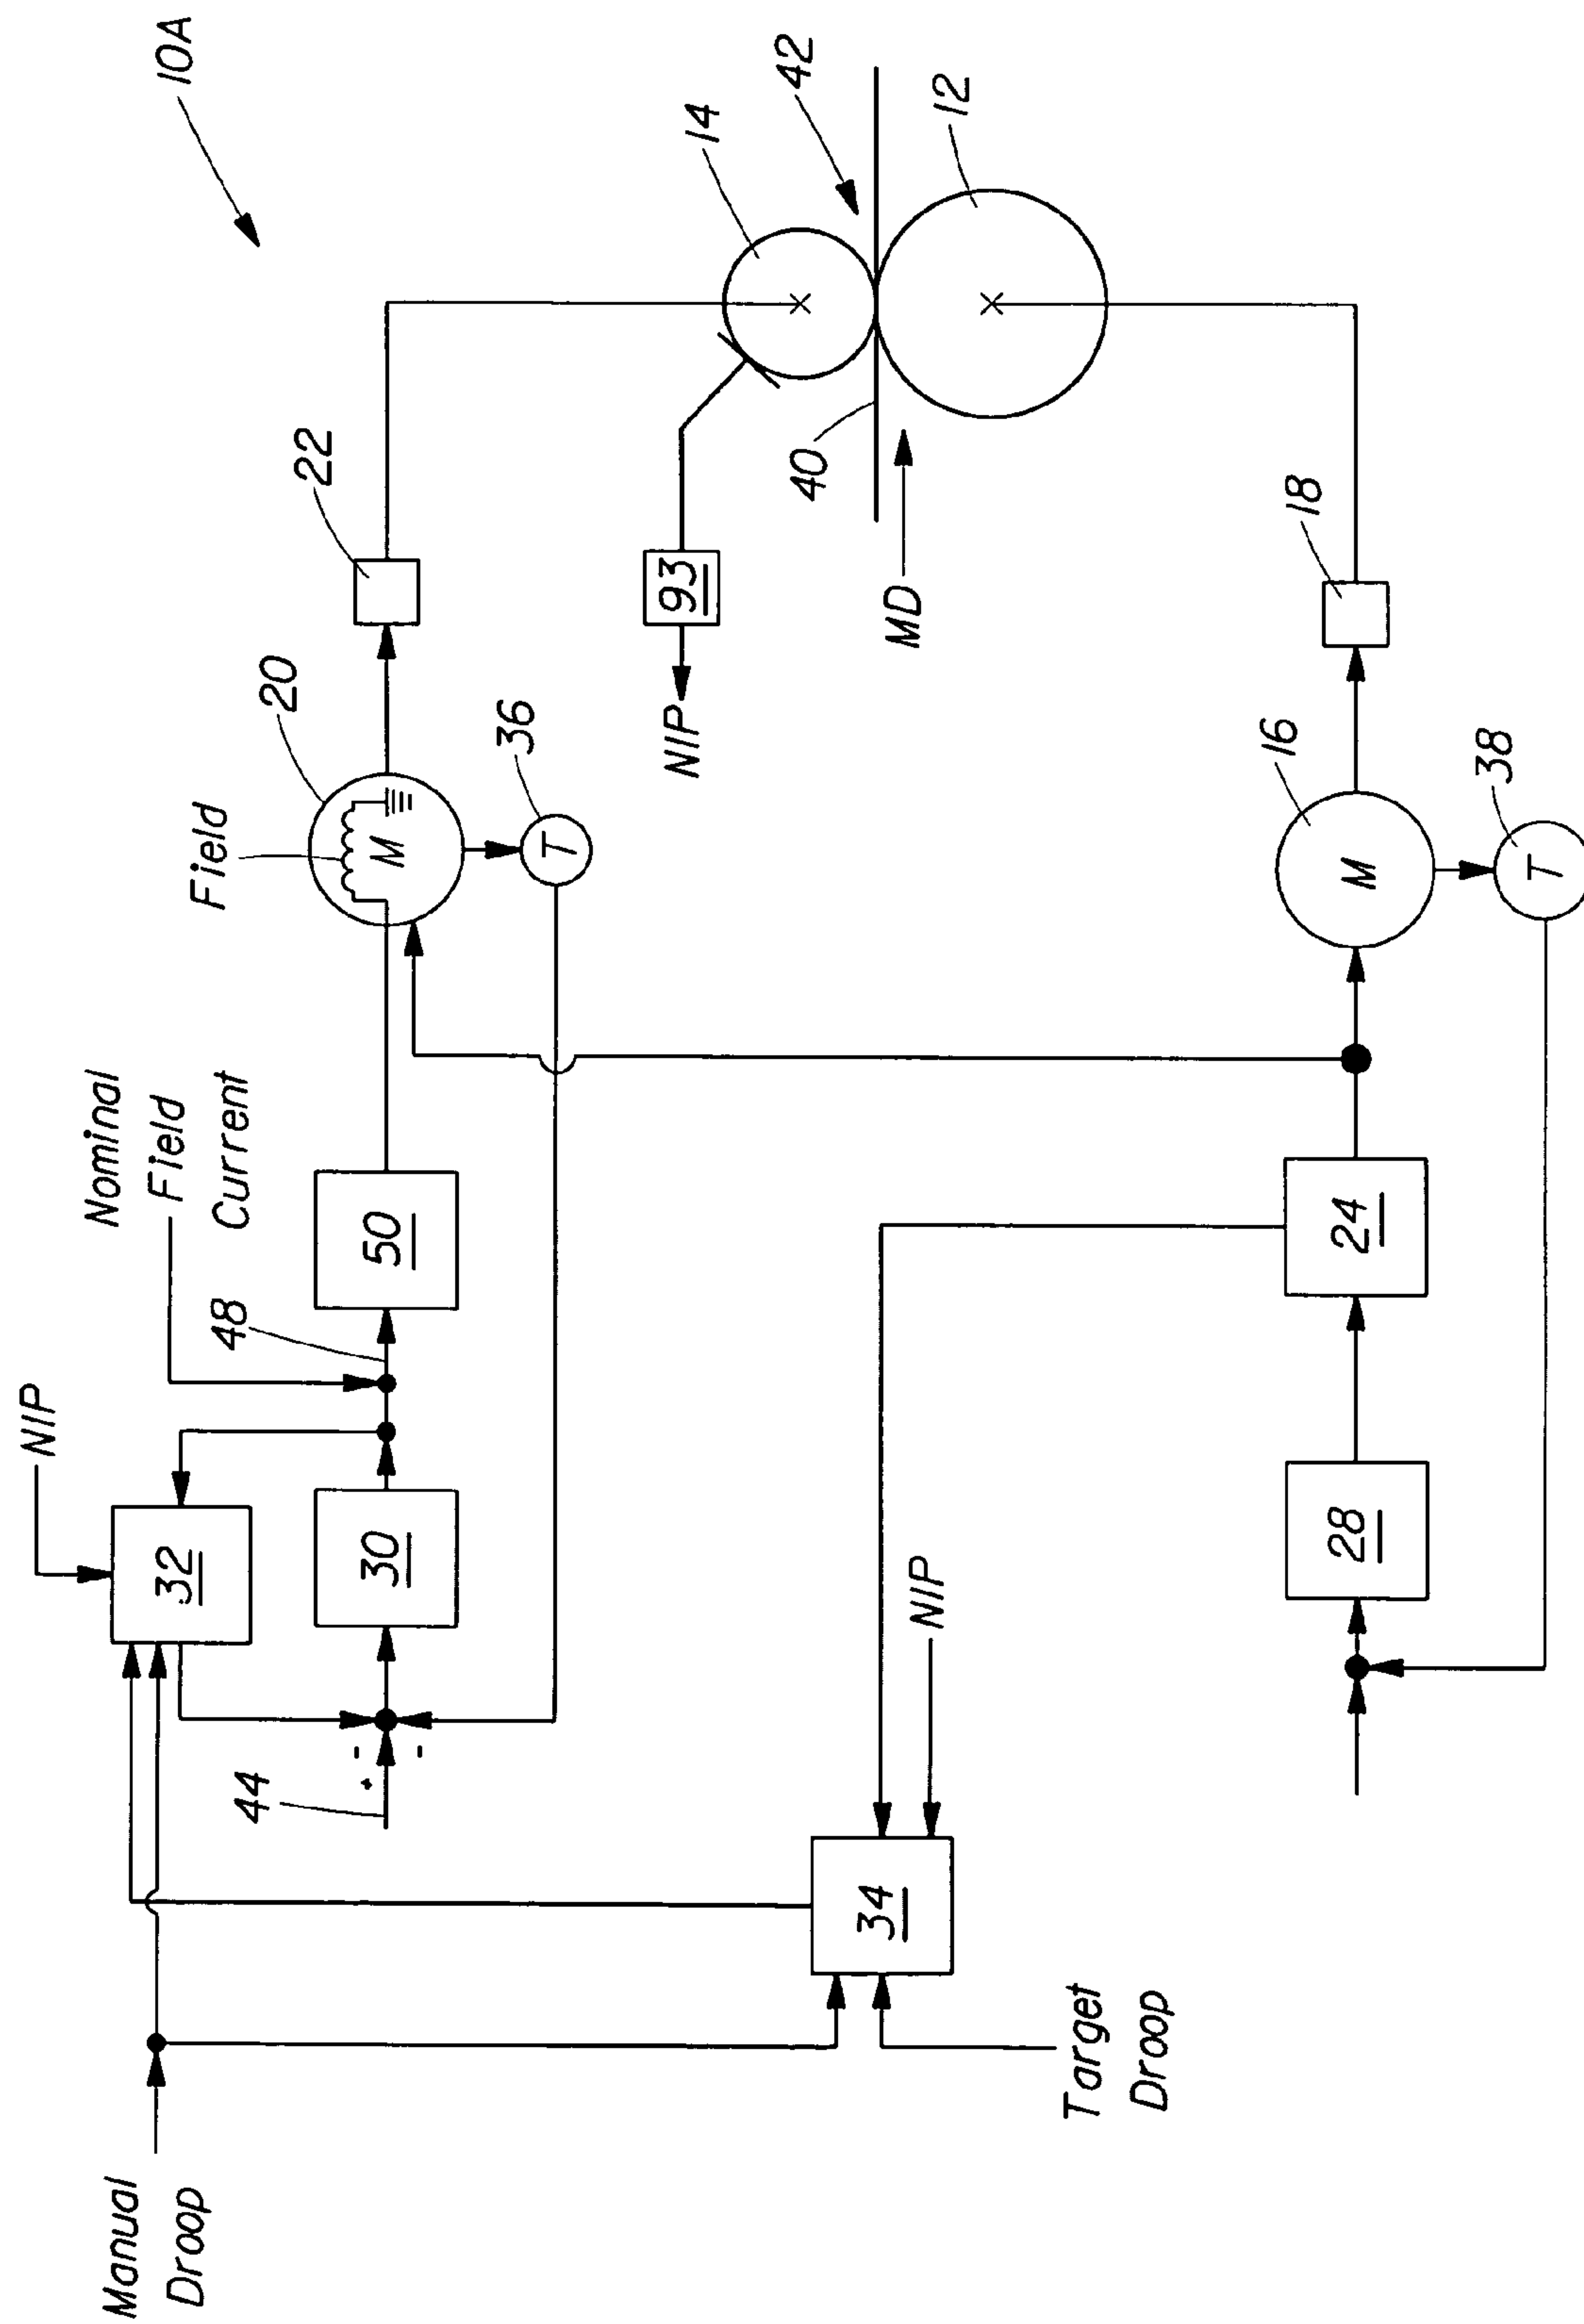 10A
NIP
Nominal
Field
Current
Field
20
22
14
42
12
32
48
50
30
44
36
93
NIP
40
MD
Manual
Droop
34
NIP
Target
Droop
28
24
16
18
M
T
M
T
38